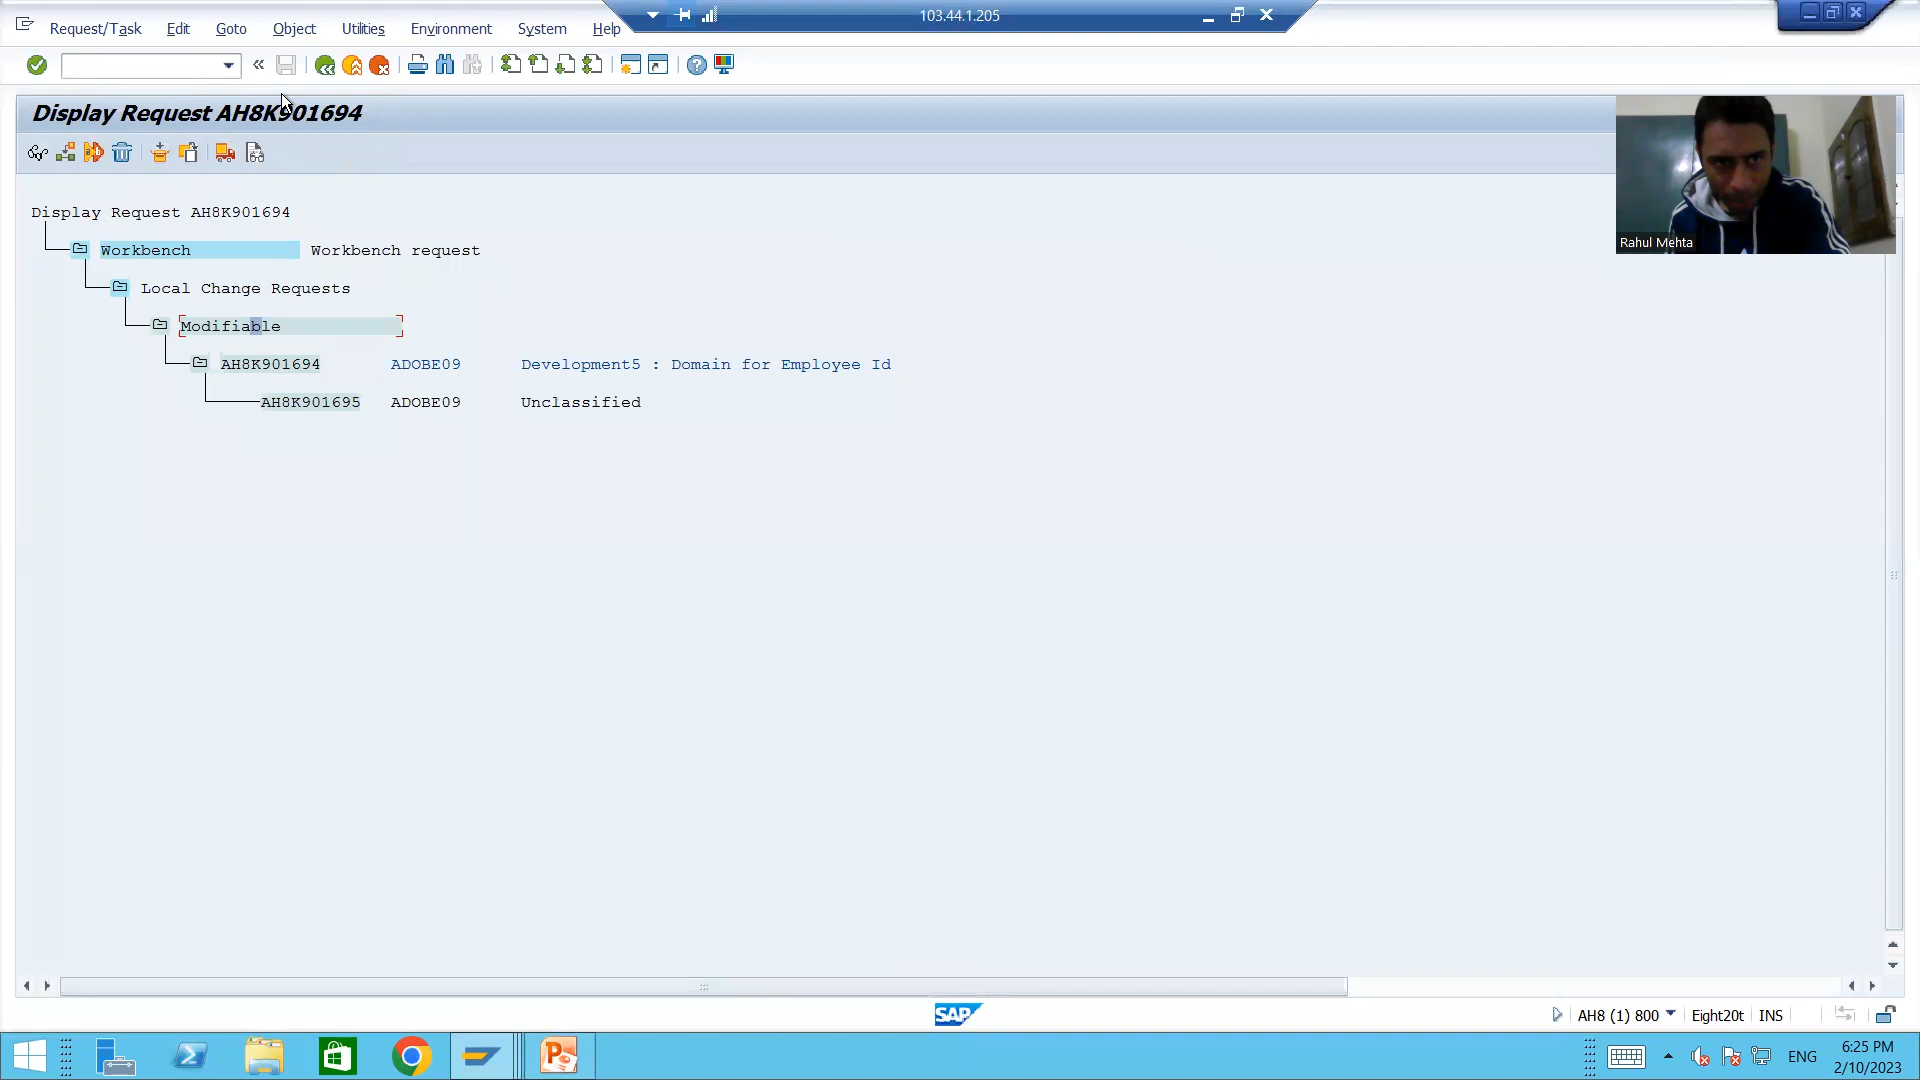 Request/Task Edit Goto Object Utilities Environment System Help
103.44.1.205
Display Request AH8K901694
Rahul Mehta
Display Request AH8K901694
Workbench Workbench request
Local Change Requests
Modifiable
AH8K901694 ADOBE09 Development5 : Domain for Employee Id
AH8K901695 ADOBE09 Unclassified
SAP
AH8 (1) 800 Eight20t INS
ENG
6:25 PM
2/10/2023